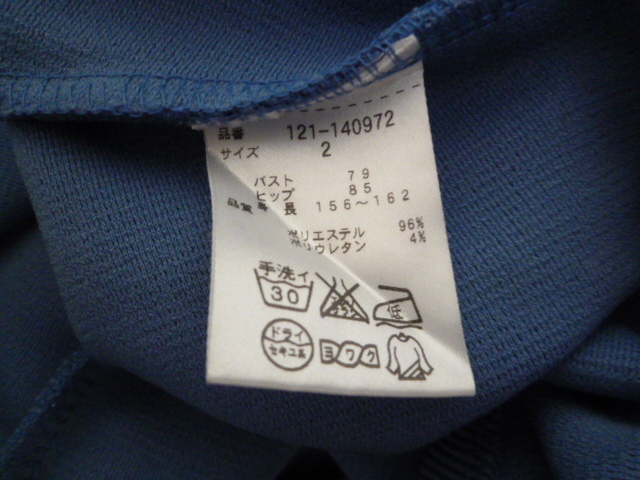 品番 121-140972
サイズ 2
バスト 79
ヒップ 85
身長 156～162
品質
ポリエステル 96%
ポリウレタン 4%
手洗イ
30
低
ドライ
セキユ系
ヨワク